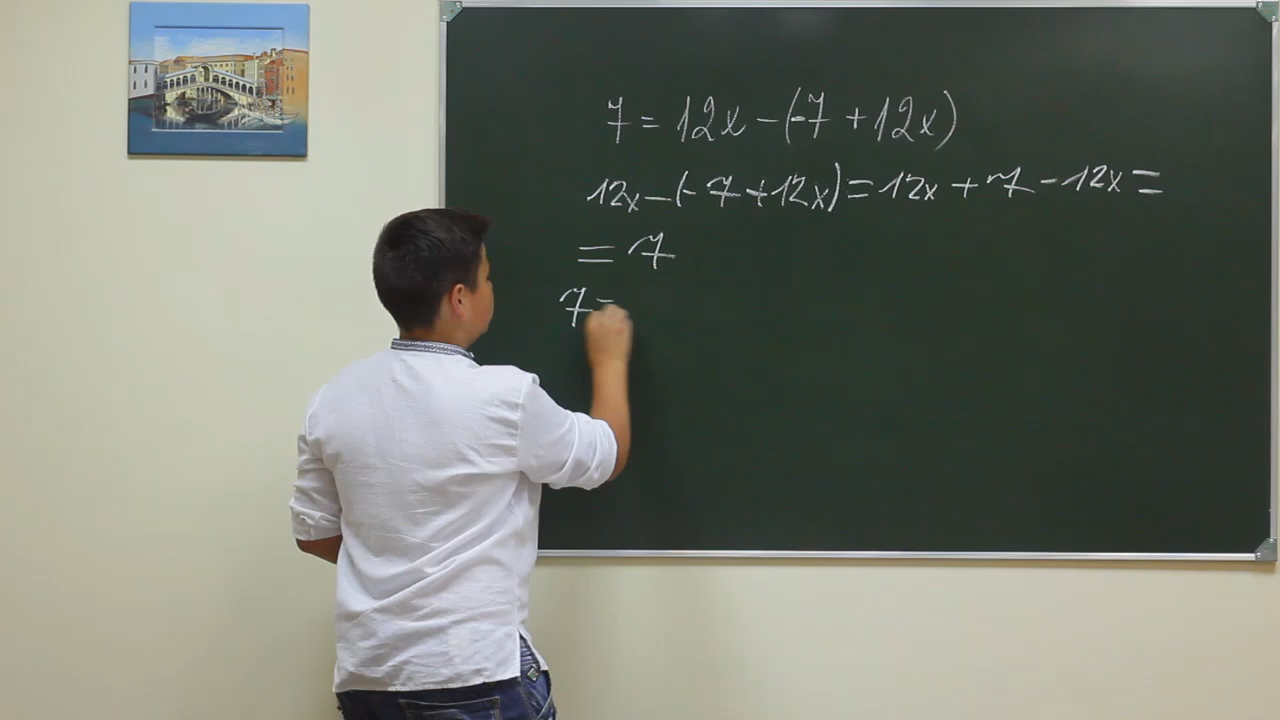 7 = 12x - (-7 + 12x)
12x - (-7 + 12x) = 12x + 7 - 12x =
= 7
7 =